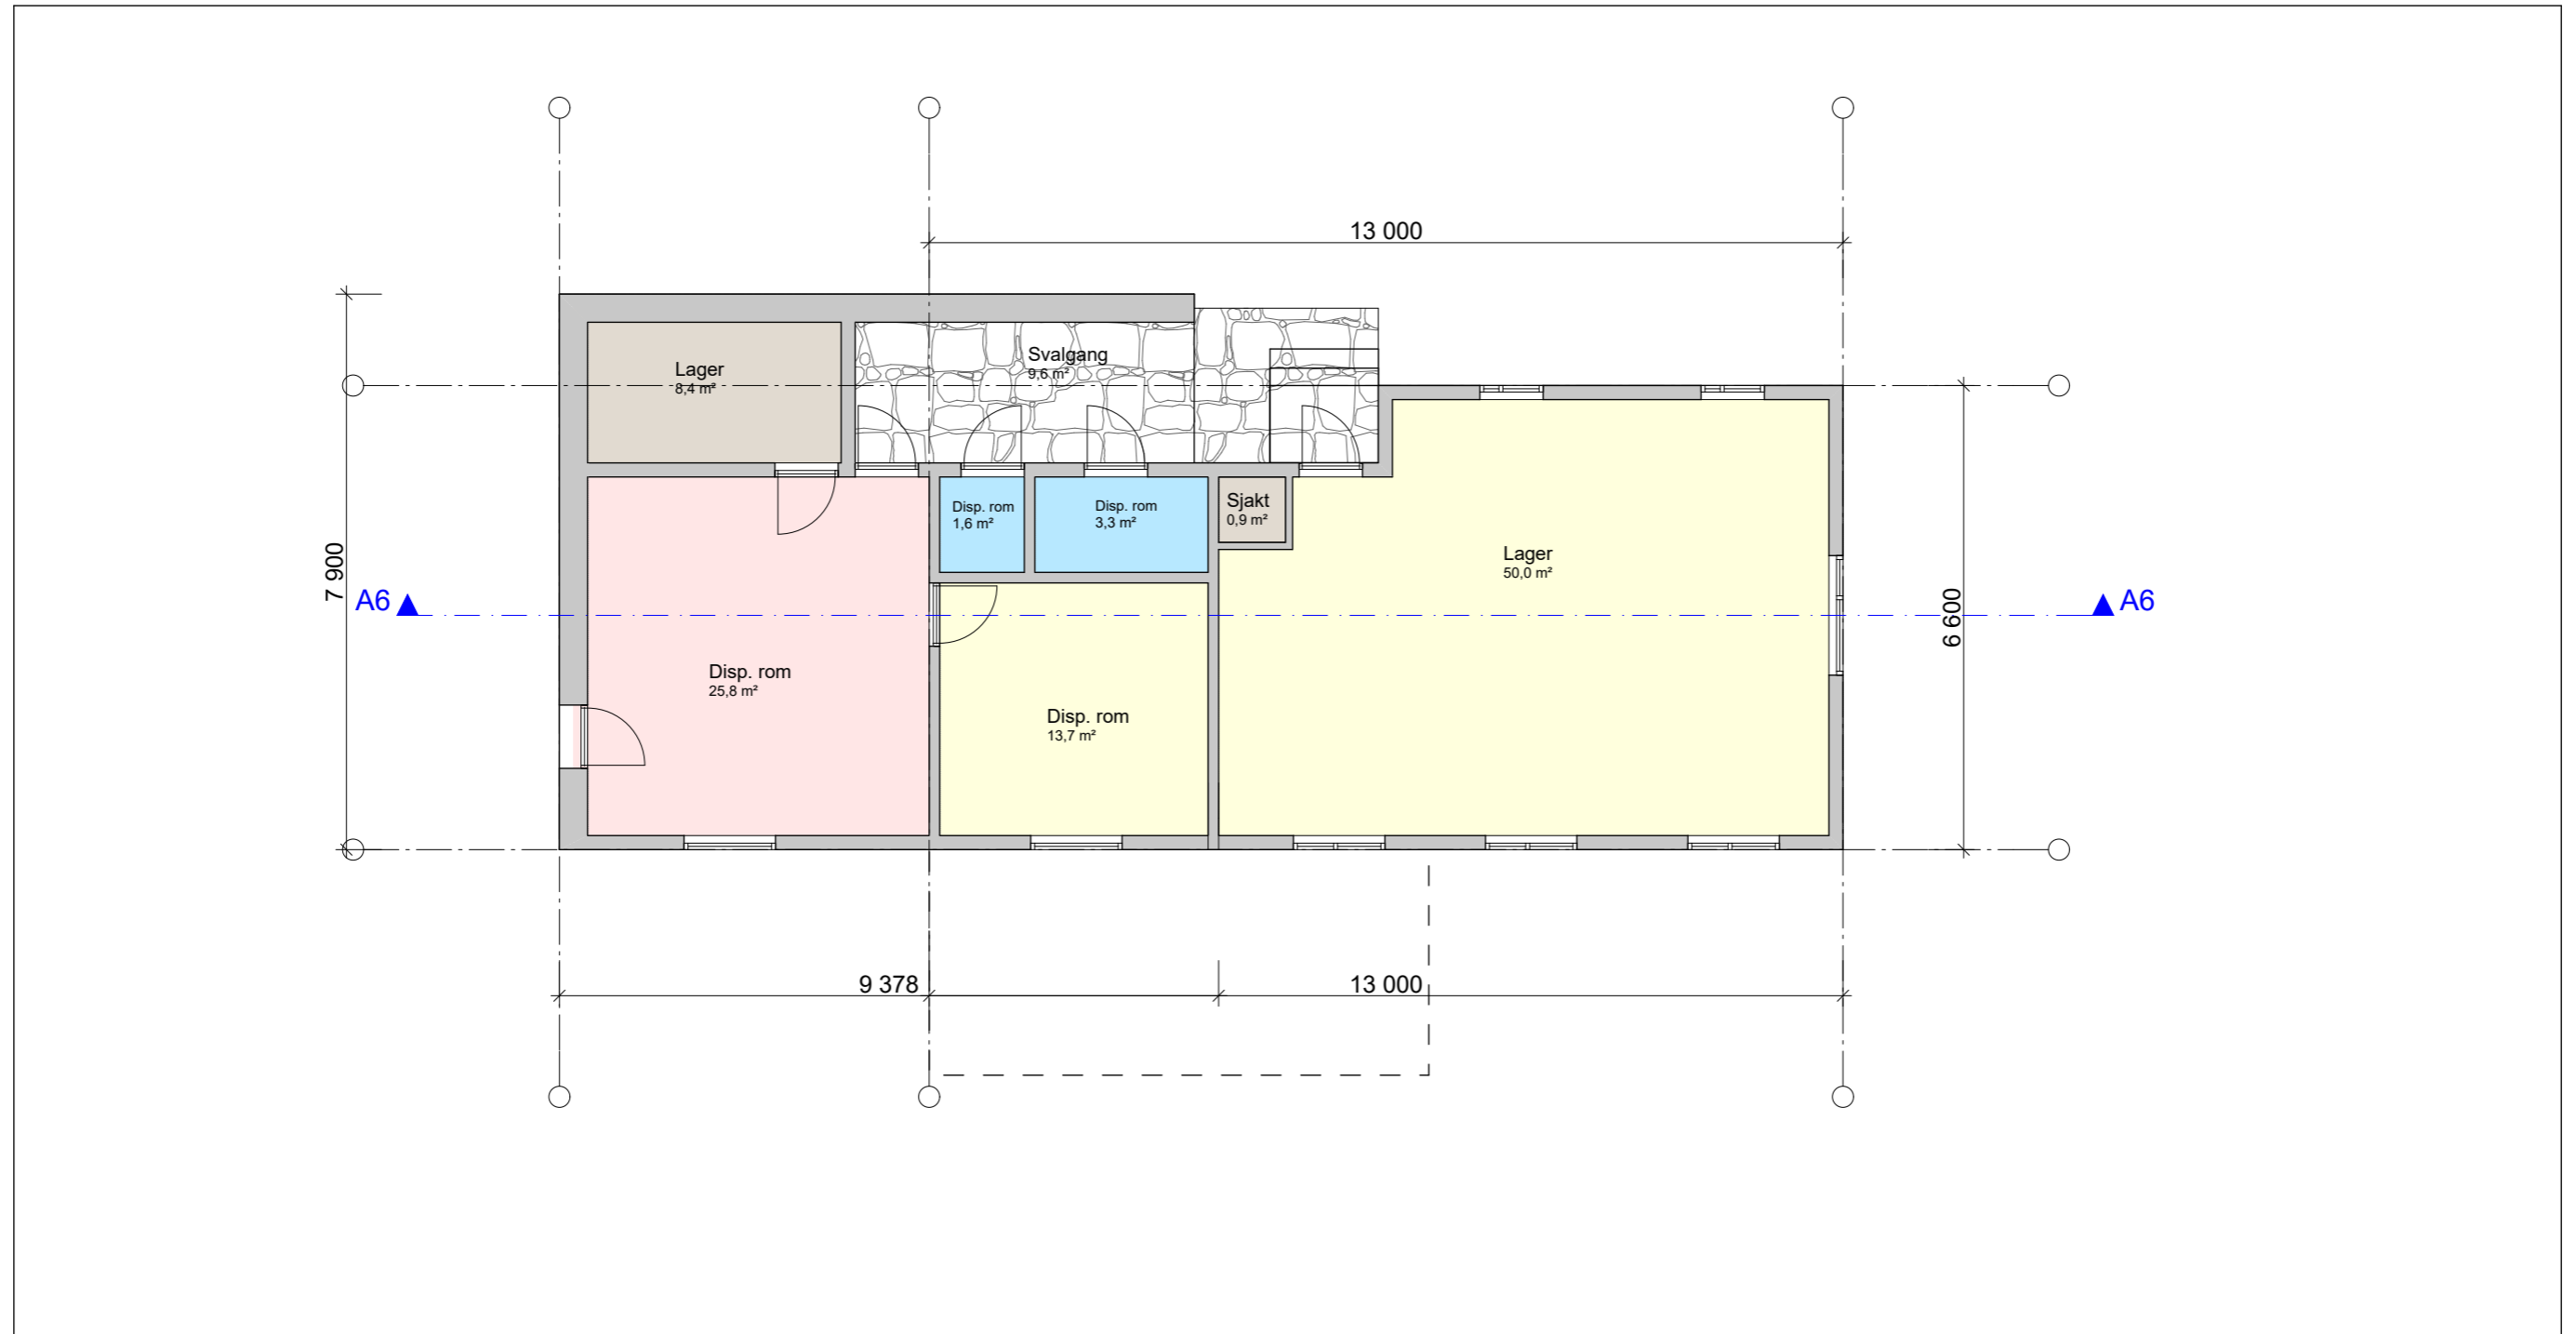 13 000
Lager
8,4 m²
Svalgang
9,6 m²
Disp. rom
1,6 m²
Disp. rom
3,3 m²
Sjakt
0,9 m²
Lager
50,0 m²
7 900
A6
A6
6 600
Disp. rom
25,8 m²
Disp. rom
13,7 m²
9 378
13 000